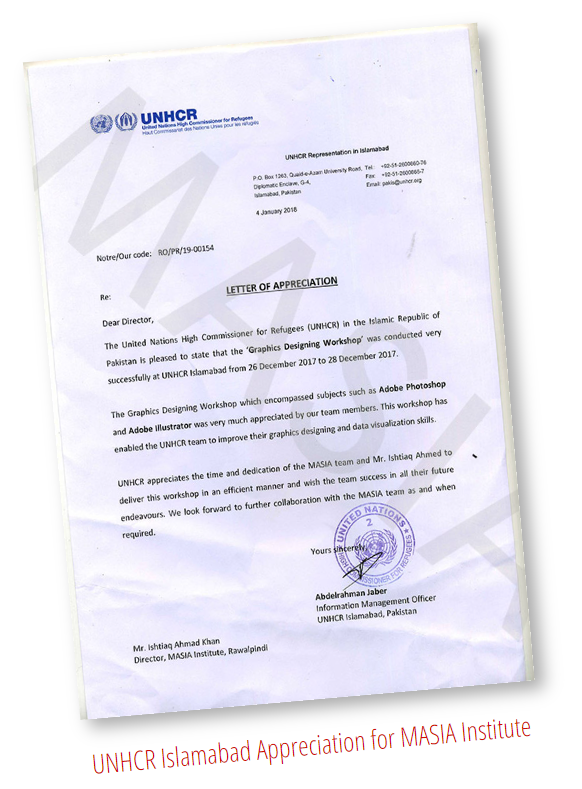 UNHCR
United Nations High Commissioner for Refugees
Haut Commissariat des Nations Unies pour les réfugiés
UNHCR Representation in Islamabad
P.O. Box 1263, Quaid-e-Azam University Road, Tel: +92-51-2600860-76
Diplomatic Enclave, G-4, Fax: +92-51-2600865-7
Islamabad, Pakistan Email: pakis@unhcr.org
4 January 2018
Notre/Our code: RO/PR/19-00154
Re: LETTER OF APPRECIATION
Dear Director,
The United Nations High Commissioner for Refugees (UNHCR) in the Islamic Republic of
Pakistan is pleased to state that the 'Graphics Designing Workshop' was conducted very
successfully at UNHCR Islamabad from 26 December 2017 to 28 December 2017.
The Graphics Designing Workshop which encompassed subjects such as Adobe Photoshop
and Adobe Illustrator was very much appreciated by our team members. This workshop has
enabled the UNHCR team to improve their graphics designing and data visualization skills.
UNHCR appreciates the time and dedication of the MASIA team and Mr. Ishtiaq Ahmed to
deliver this workshop in an efficient manner and wish the team success in all their future
endeavours. We look forward to further collaboration with the MASIA team as and when
required.
Yours sincerely,
UNITED NATIONS
2
HIGH COMMISSIONER FOR REFUGEES
Abdelrahman Jaber
Information Management Officer
UNHCR Islamabad, Pakistan
Mr. Ishtiaq Ahmad Khan
Director, MASIA Institute, Rawalpindi
MASIA
UNHCR Islamabad Appreciation for MASIA Institute